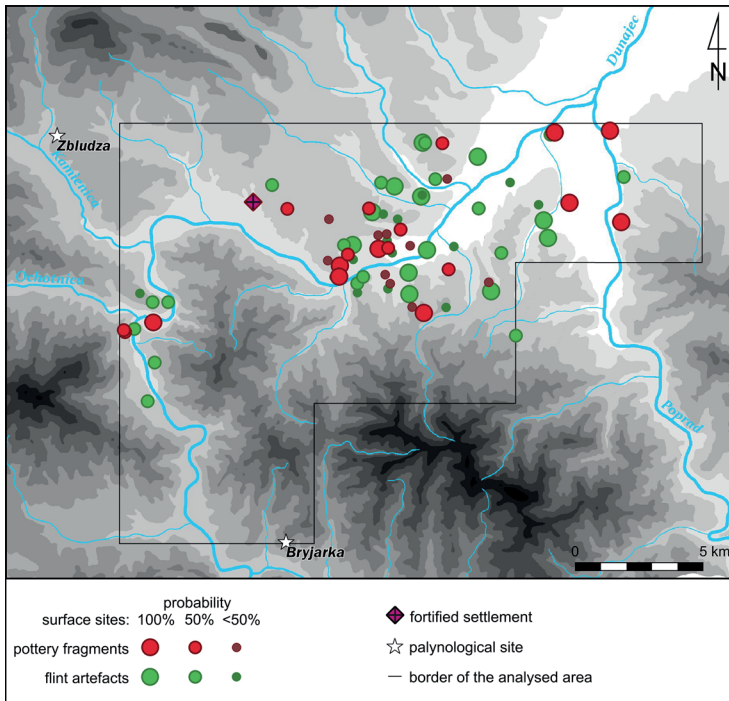 Dunajec
N
Zbludza
Kamienica
Ochotnica
Poprad
Bryjarka
0 5 km
probability
surface sites: 100% 50% <50%
pottery fragments
flint artefacts
fortified settlement
palynological site
border of the analysed area